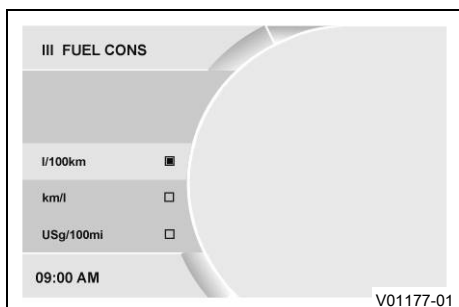 III FUEL CONS
l/100km
km/l
USg/100mi
09:00 AM
V01177-01